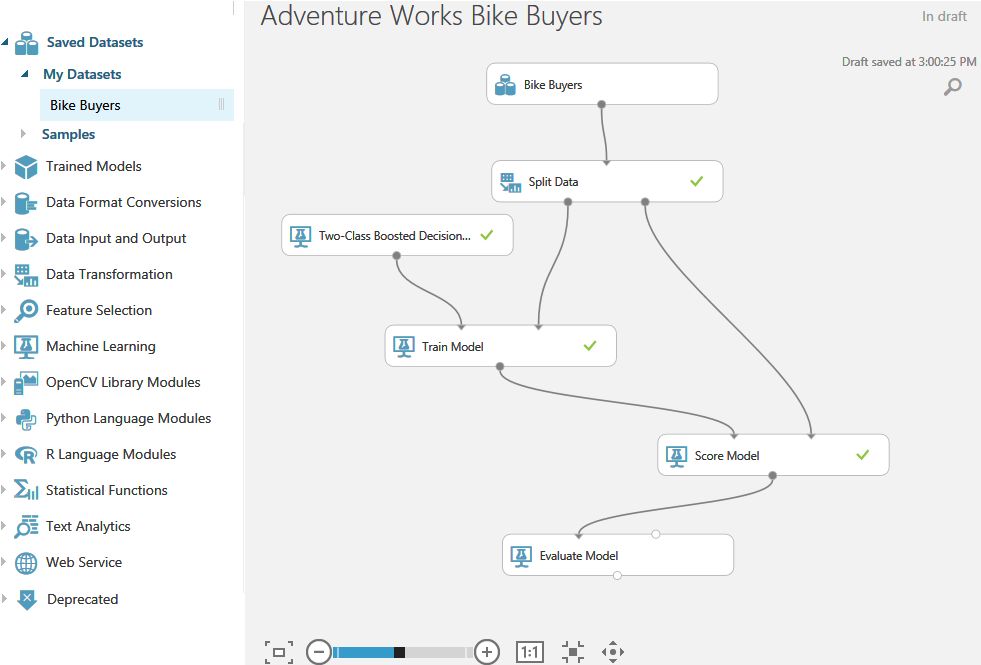 Adventure Works Bike Buyers
In draft
Draft saved at 3:00:25 PM
Saved Datasets
My Datasets
Bike Buyers
Samples
Trained Models
Data Format Conversions
Data Input and Output
Data Transformation
Feature Selection
Machine Learning
OpenCV Library Modules
Python Language Modules
R Language Modules
Statistical Functions
Text Analytics
Web Service
Deprecated
Bike Buyers
Split Data
Two-Class Boosted Decision...
Train Model
Score Model
Evaluate Model
1:1